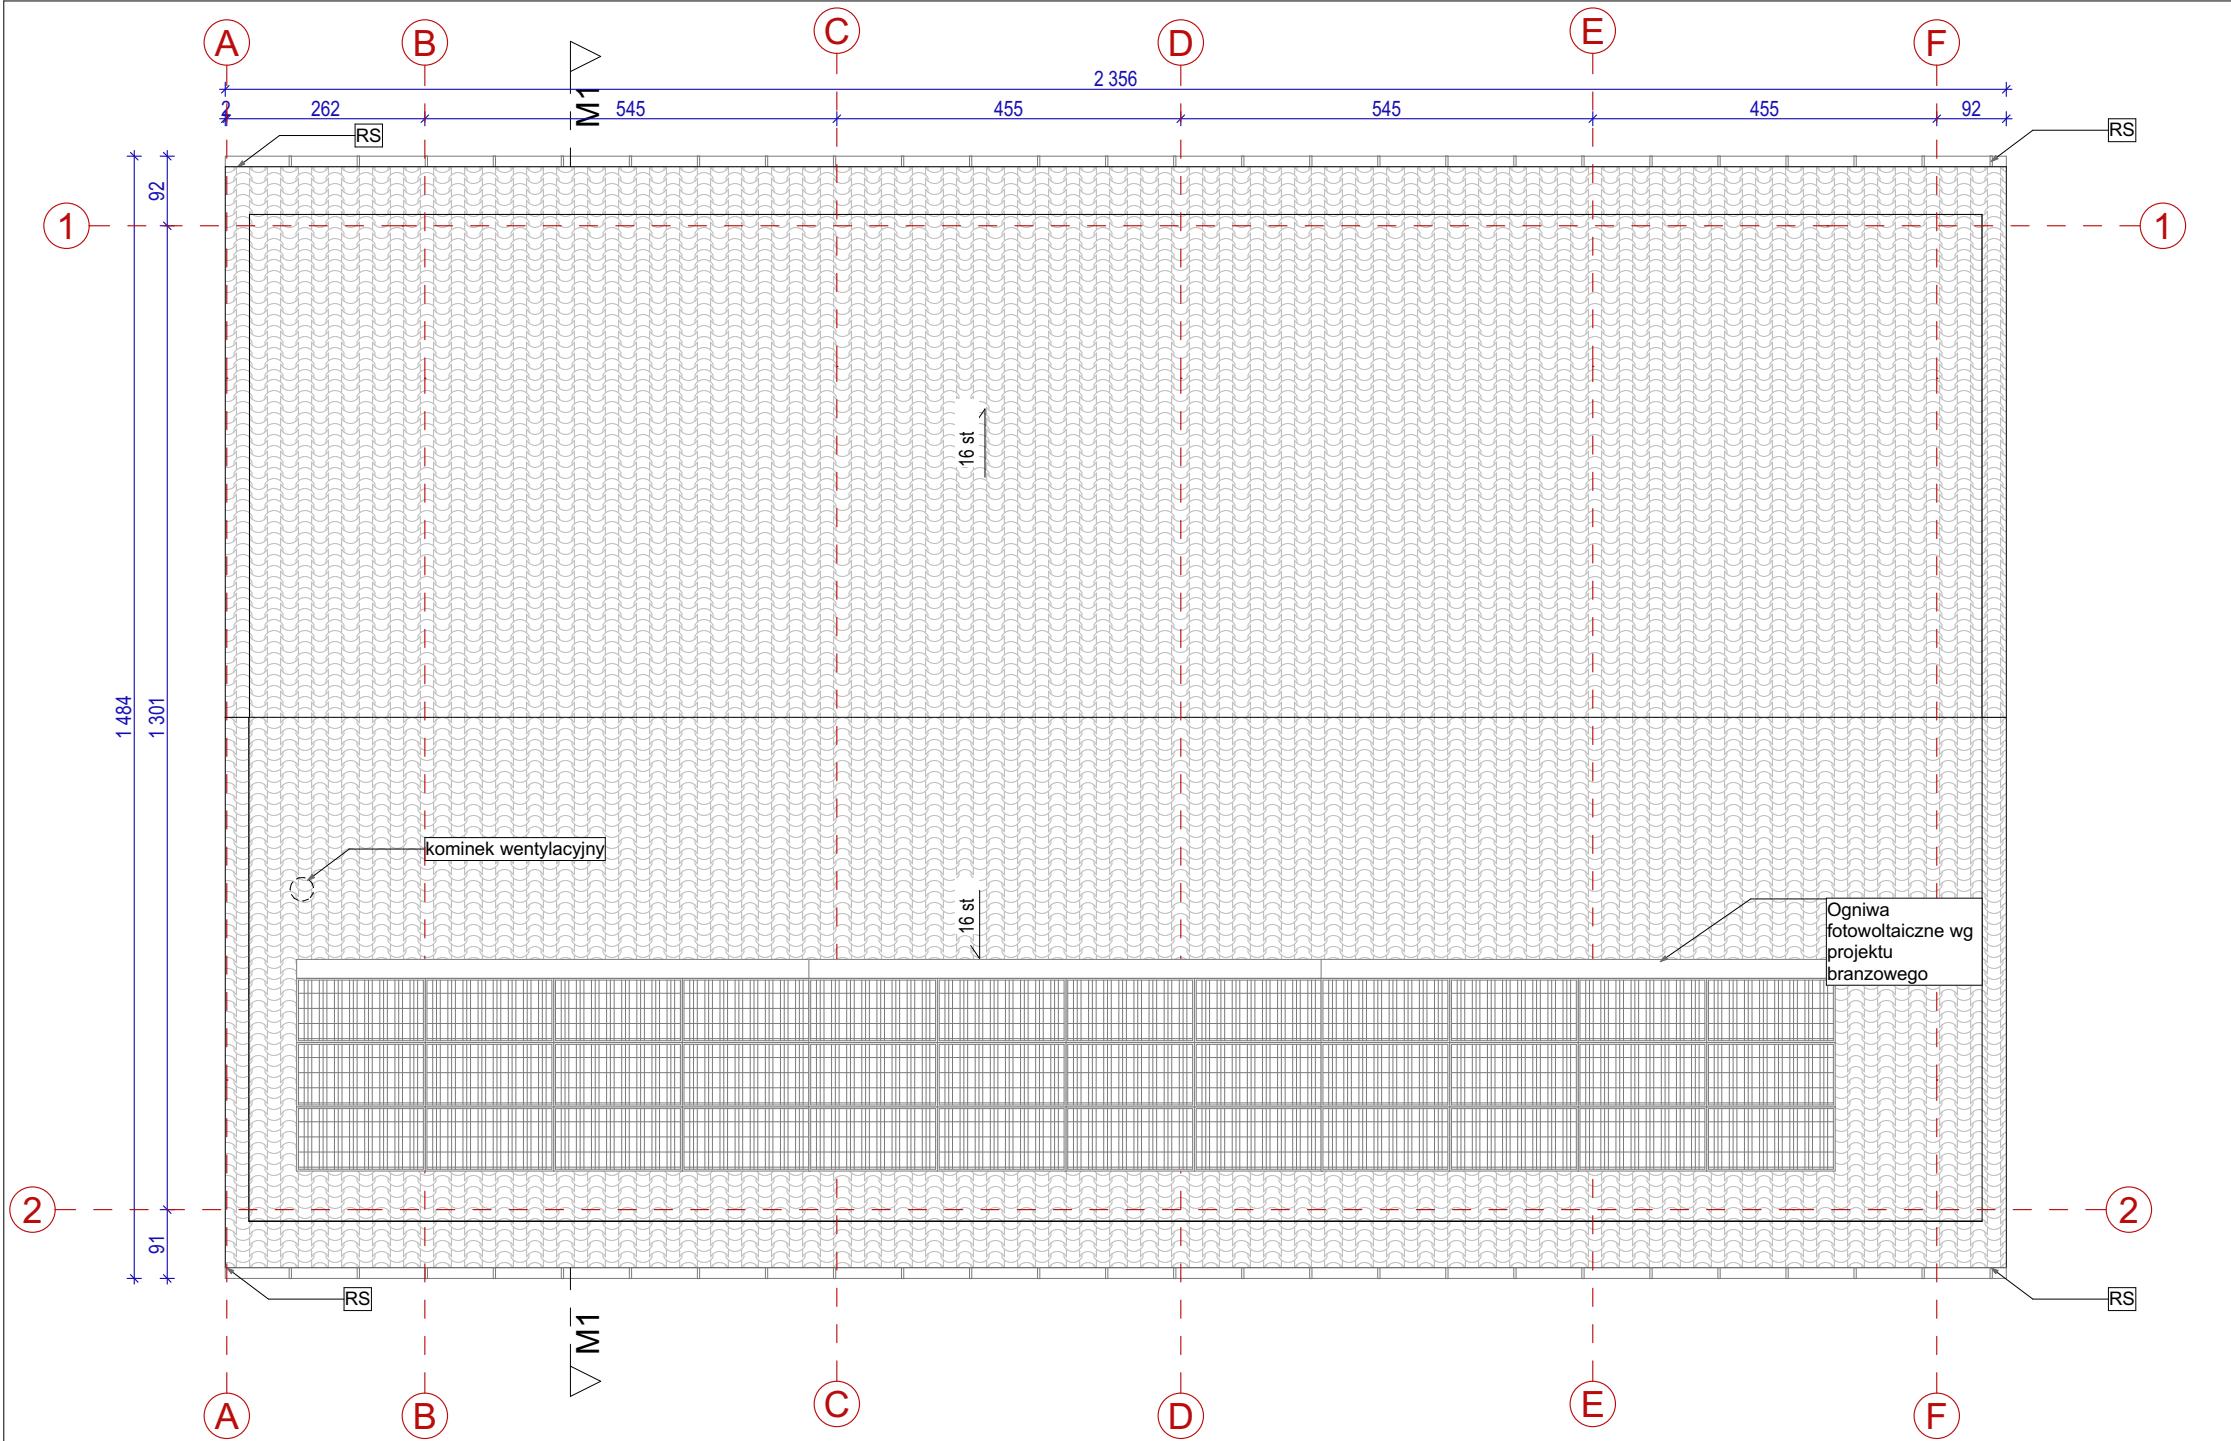 A
B
C
D
E
F
2 356
2
262
545
455
545
455
92
M1
RS
RS
92
1
1
16 st
1 484
1 301
kominek wentylacyjny
16 st
Ogniwa
fotowoltaiczne wg
projektu
branzowego
2
2
91
RS
RS
M1
A
B
C
D
E
F